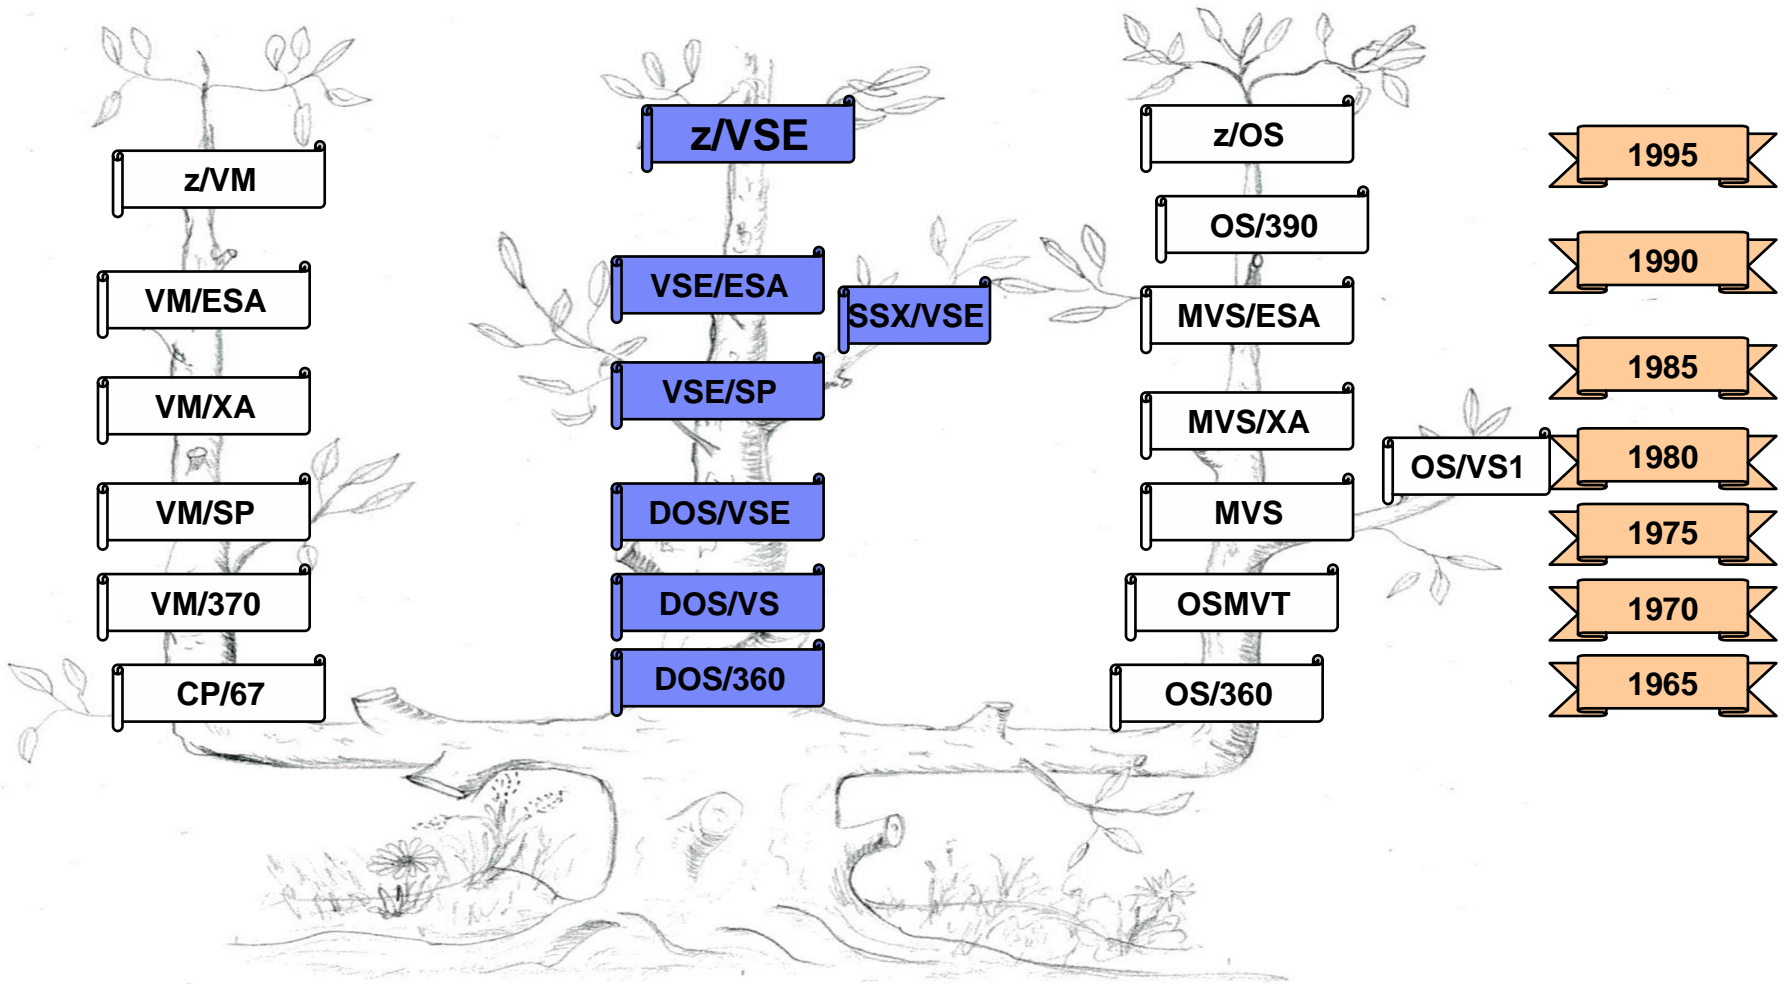 z/VM
VM/ESA
VM/XA
VM/SP
VM/370
CP/67
z/VSE
VSE/ESA
SSX/VSE
VSE/SP
DOS/VSE
DOS/VS
DOS/360
z/OS
OS/390
MVS/ESA
MVS/XA
OS/VS1
MVS
OSMVT
OS/360
1995
1990
1985
1980
1975
1970
1965